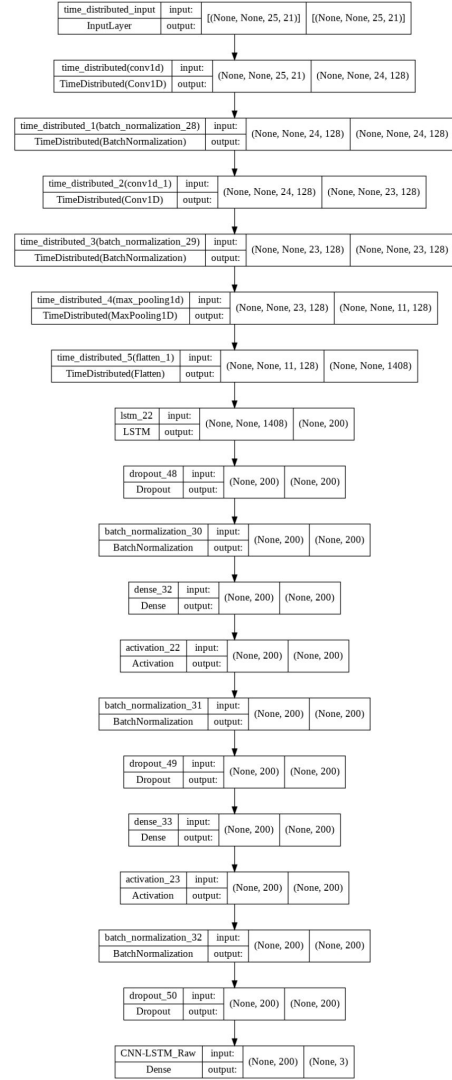 time_distributed_input input: [(None, None, 25, 21)] [(None, None, 25, 21)]
InputLayer output:
time_distributed(conv1d) input: (None, None, 25, 21) (None, None, 24, 128)
TimeDistributed(Conv1D) output:
time_distributed_1(batch_normalization_28) input: (None, None, 24, 128) (None, None, 24, 128)
TimeDistributed(BatchNormalization) output:
time_distributed_2(conv1d_1) input: (None, None, 24, 128) (None, None, 23, 128)
TimeDistributed(Conv1D) output:
time_distributed_3(batch_normalization_29) input: (None, None, 23, 128) (None, None, 23, 128)
TimeDistributed(BatchNormalization) output:
time_distributed_4(max_pooling1d) input: (None, None, 23, 128) (None, None, 11, 128)
TimeDistributed(MaxPooling1D) output:
time_distributed_5(flatten_1) input: (None, None, 11, 128) (None, None, 1408)
TimeDistributed(Flatten) output:
lstm_22 input: (None, None, 1408) (None, 200)
LSTM output:
dropout_48 input: (None, 200) (None, 200)
Dropout output:
batch_normalization_30 input: (None, 200) (None, 200)
BatchNormalization output:
dense_32 input: (None, 200) (None, 200)
Dense output:
activation_22 input: (None, 200) (None, 200)
Activation output:
batch_normalization_31 input: (None, 200) (None, 200)
BatchNormalization output:
dropout_49 input: (None, 200) (None, 200)
Dropout output:
dense_33 input: (None, 200) (None, 200)
Dense output:
activation_23 input: (None, 200) (None, 200)
Activation output:
batch_normalization_32 input: (None, 200) (None, 200)
BatchNormalization output:
dropout_50 input: (None, 200) (None, 200)
Dropout output:
CNN-LSTM_Raw input: (None, 200) (None, 3)
Dense output: